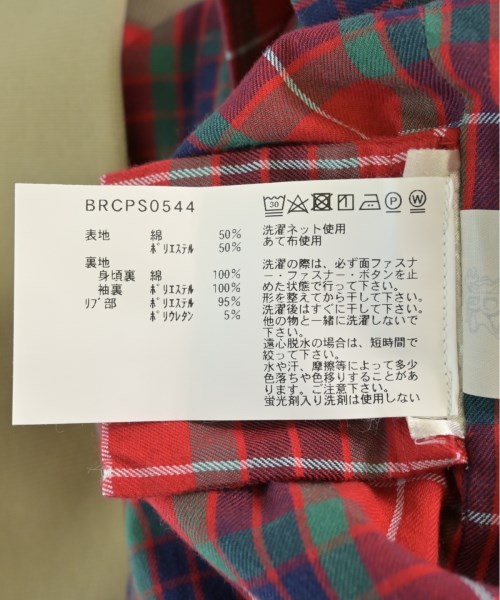 BRCPS0544
表地 綿 50%
ポリエステル 50%
裏地
身頃裏 綿 100%
袖裏 ポリエステル 100%
リブ部 ポリエステル 95%
ポリウレタン 5%
30 P W
洗濯ネット使用
あて布使用
洗濯の際は、必ず面ファスナ
ー・ファスナー・ボタンを止
めた状態で行って下さい。
形を整えてから干して下さい。
洗濯後はすぐに干して下さい。
他の物と一緒に洗濯しないで
下さい。
遠心脱水の場合は、短時間で
絞って下さい。
水や汗、摩擦等によって多少
色落ちや色移りすることがあ
ります。ご注意下さい。
蛍光剤入り洗剤は使用しない